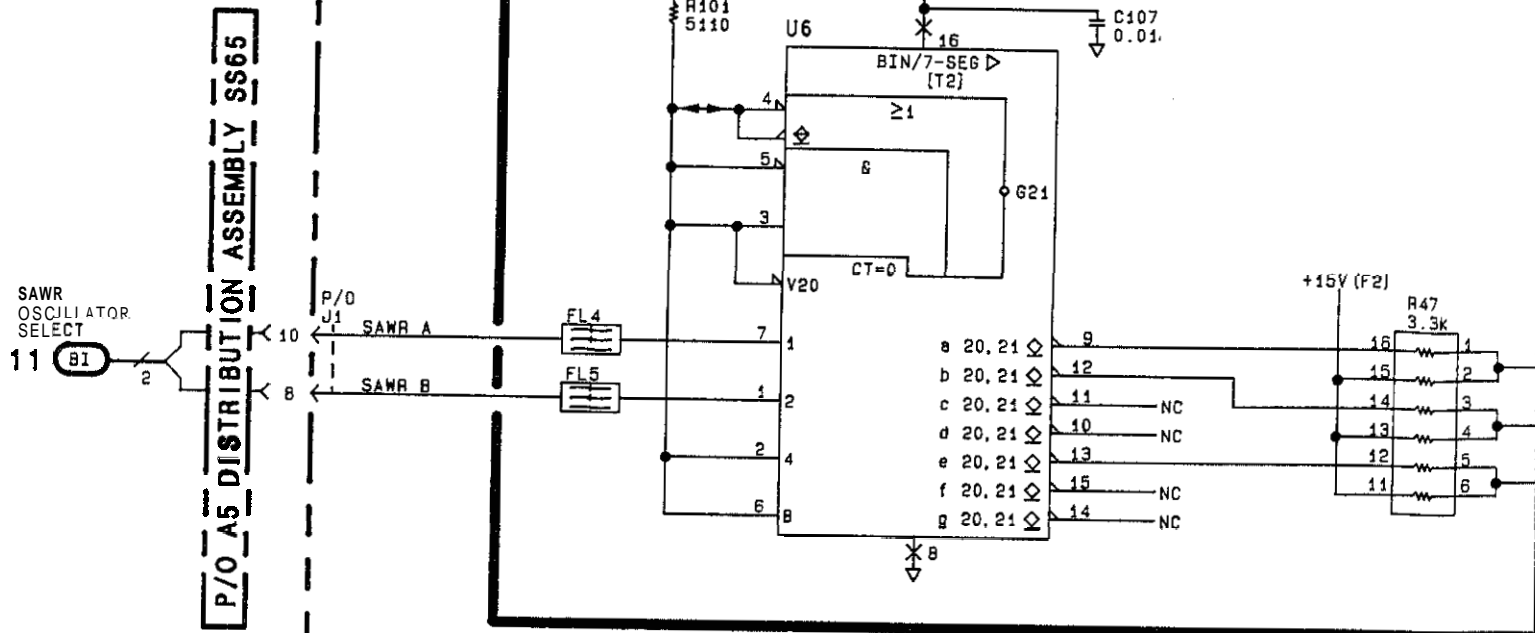 P/O A5 DISTRIBUTION ASSEMBLY SS65
R101
5110
U6
16
C107
0.01
BIN/7-SEG ▷
[T2]
4
≥1
5
&
G21
3
CT=0
V20
SAWR
OSCILLATOR
SELECT
11 BI
2
P/O
J1
10
SAWR A
FL4
7
1
8
SAWR B
FL5
1
2
2
4
6
8
a 20,21 9
b 20,21 12
c 20,21 11 NC
d 20,21 10 NC
e 20,21 13
f 20,21 15 NC
g 20,21 14 NC
8
+15V (F2)
R47
3.3K
16 1
15 2
14 3
13 4
12 5
11 6